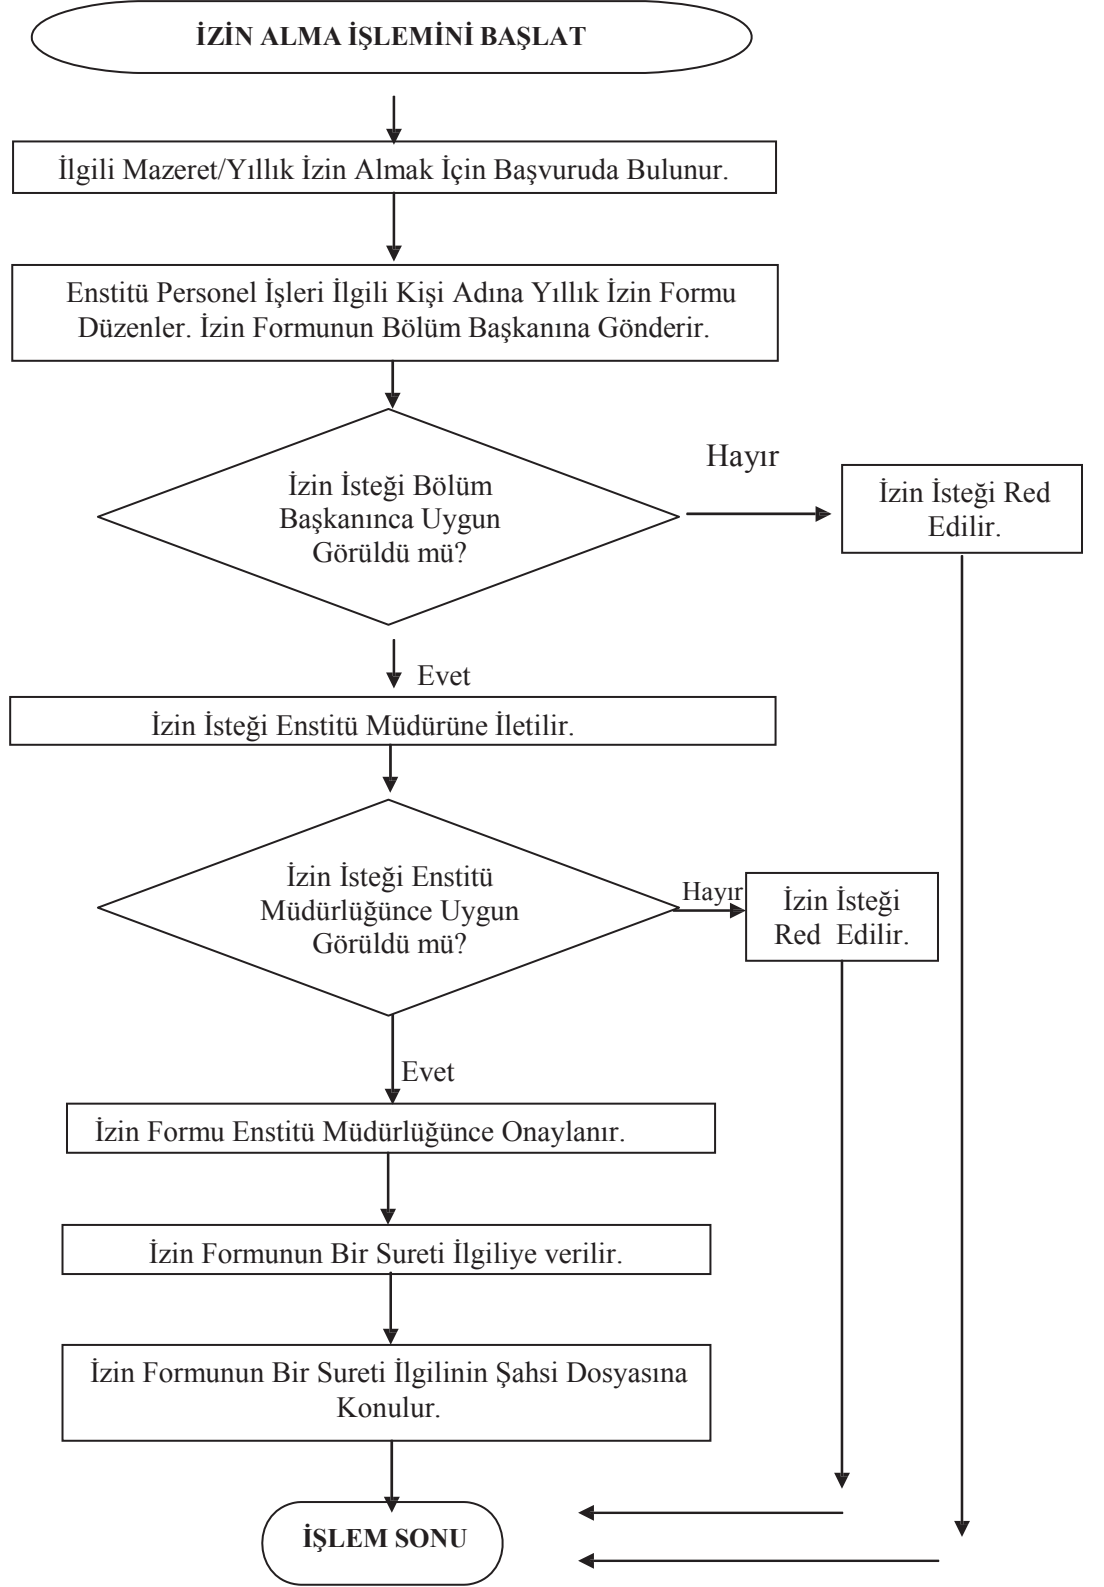 İZİN ALMA İŞLEMİNİ BAŞLAT
İlgili Mazeret/Yıllık İzin Almak İçin Başvuruda Bulunur.
Enstitü Personel İşleri İlgili Kişi Adına Yıllık İzin Formu
Düzenler. İzin Formunun Bölüm Başkanına Gönderir.
İzin İsteği Bölüm
Başkanınca Uygun
Görüldü mü?
Hayır
İzin İsteği Red
Edilir.
Evet
İzin İsteği Enstitü Müdürüne İletilir.
İzin İsteği Enstitü
Müdürlüğünce Uygun
Görüldü mü?
Hayır
İzin İsteği
Red Edilir.
Evet
İzin Formu Enstitü Müdürlüğünce Onaylanır.
İzin Formunun Bir Sureti İlgiliye verilir.
İzin Formunun Bir Sureti İlgilinin Şahsi Dosyasına
Konulur.
İŞLEM SONU